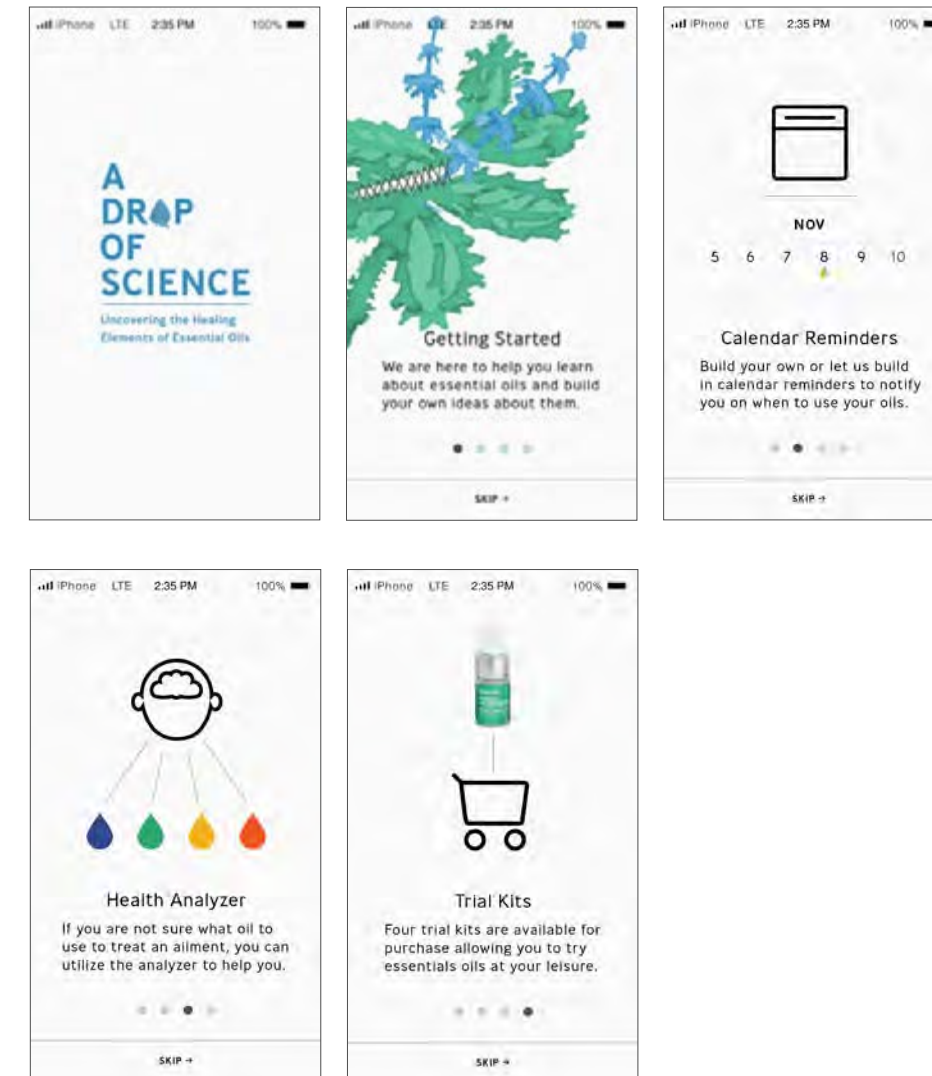 iPhone LTE 2:35 PM 100%
A
DROP
OF
SCIENCE
Uncovering the Healing
Elements of Essential Oils
iPhone LTE 2:35 PM 100%
Getting Started
We are here to help you learn
about essential oils and build
your own ideas about them.
SKIP →
iPhone LTE 2:35 PM 100%
NOV
5 6 7 8 9 10
Calendar Reminders
Build your own or let us build
in calendar reminders to notify
you on when to use your oils.
SKIP →
iPhone LTE 2:35 PM 100%
Health Analyzer
If you are not sure what oil to
use to treat an ailment, you can
utilize the analyzer to help you.
SKIP →
iPhone LTE 2:35 PM 100%
Trial Kits
Four trial kits are available for
purchase allowing you to try
essentials oils at your leisure.
SKIP →